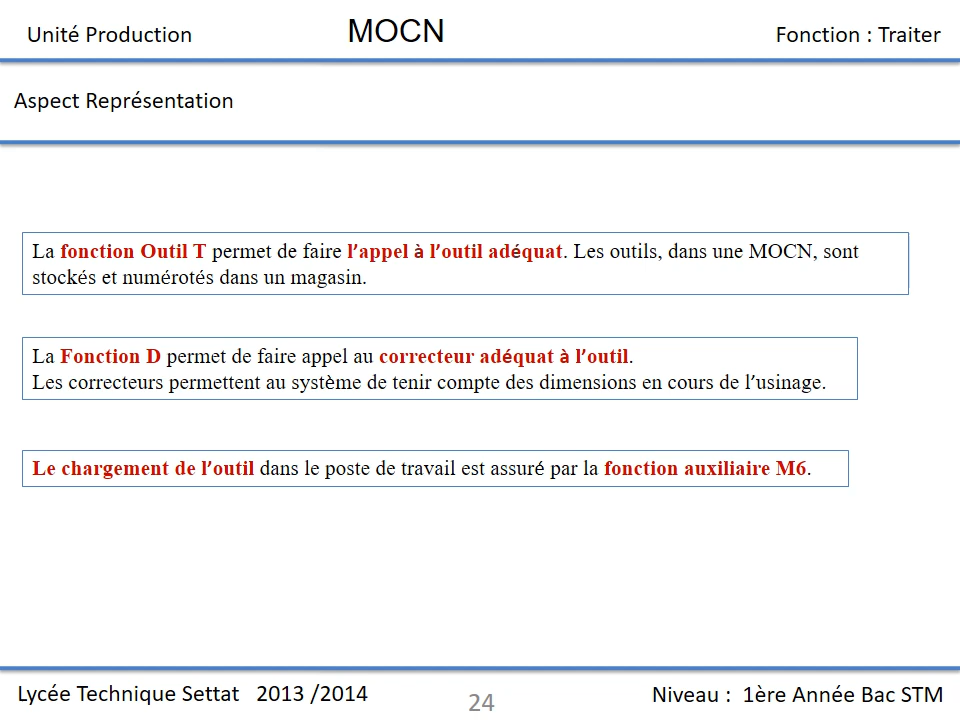 Unité Production MOCN Fonction : Traiter
Aspect Représentation
La fonction Outil T permet de faire l’appel à l’outil adéquat. Les outils, dans une MOCN, sont
stockés et numérotés dans un magasin.
La Fonction D permet de faire appel au correcteur adéquat à l’outil.
Les correcteurs permettent au système de tenir compte des dimensions en cours de l’usinage.
Le chargement de l’outil dans le poste de travail est assuré par la fonction auxiliaire M6.
Lycée Technique Settat 2013 /2014 24 Niveau : 1ère Année Bac STM